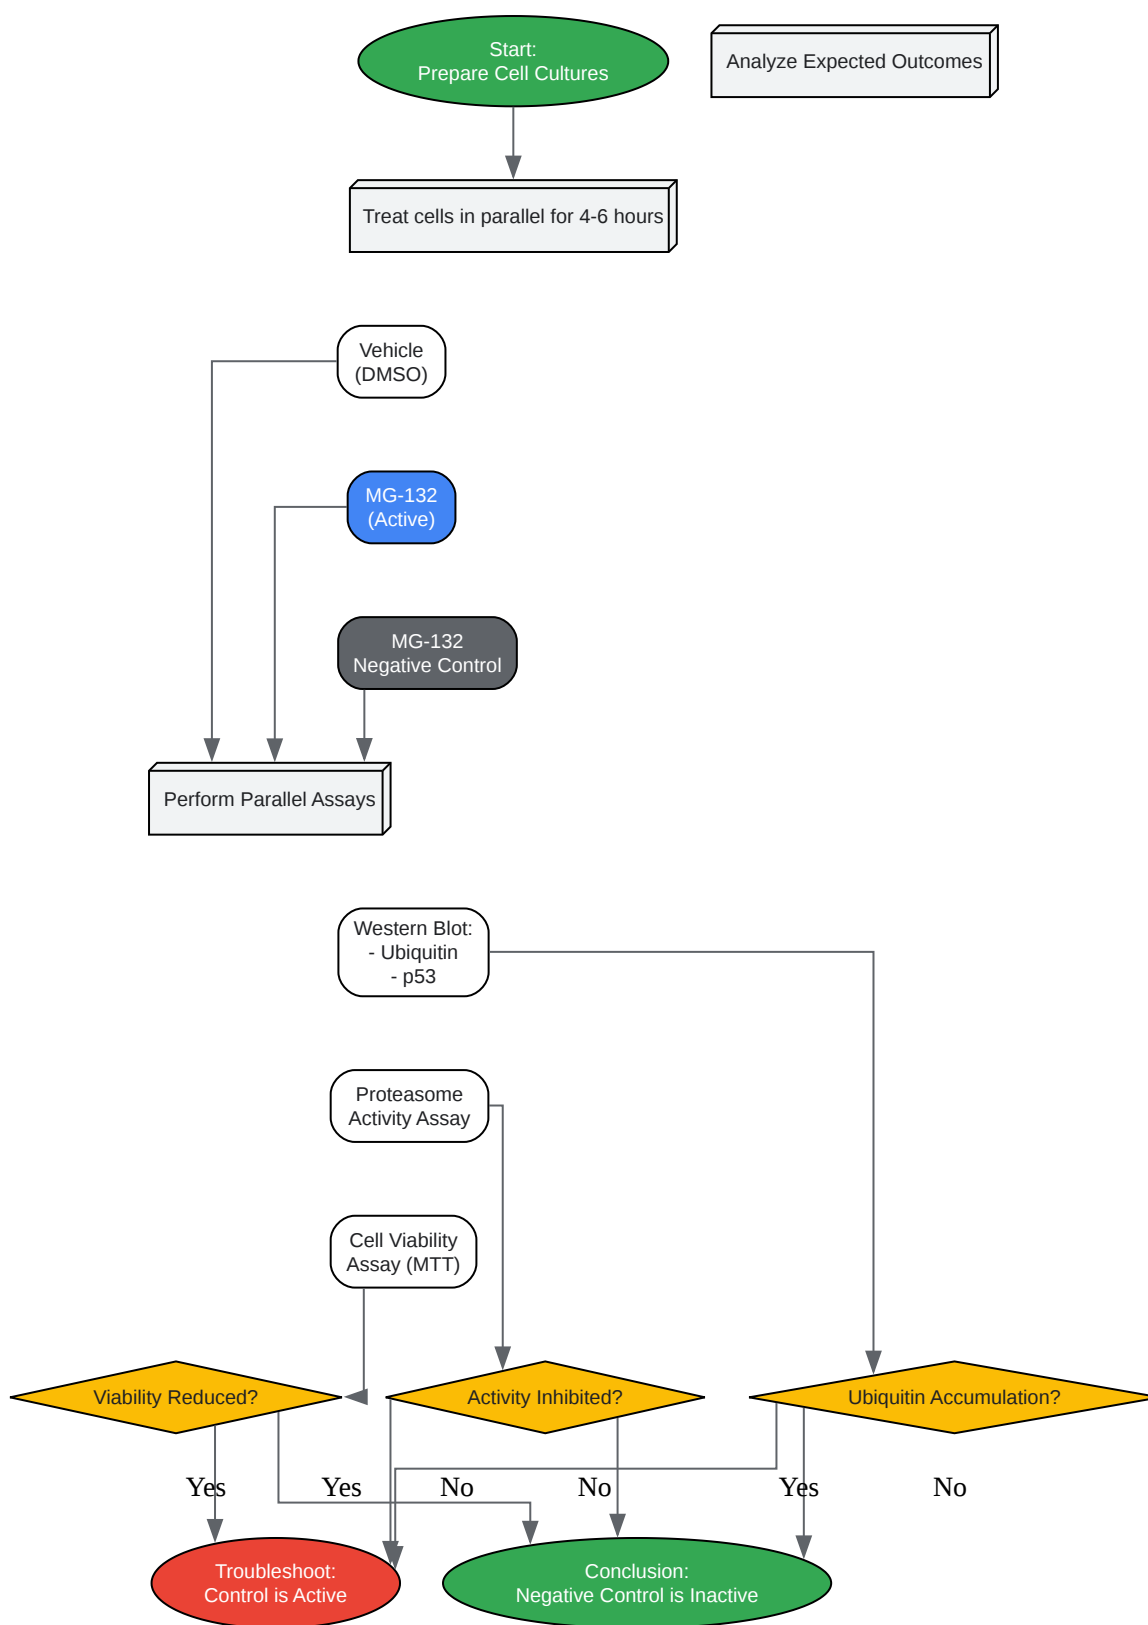 Start:
Prepare Cell Cultures
Analyze Expected Outcomes
Treat cells in parallel for 4-6 hours
Vehicle
(DMSO)
MG-132
(Active)
MG-132
Negative Control
Perform Parallel Assays
Western Blot:
- Ubiquitin
- p53
Proteasome
Activity Assay
Cell Viability
Assay (MTT)
Viability Reduced?
Activity Inhibited?
Ubiquitin Accumulation?
Yes
Yes
No
No
Yes
No
Troubleshoot:
Control is Active
Conclusion:
Negative Control is Inactive